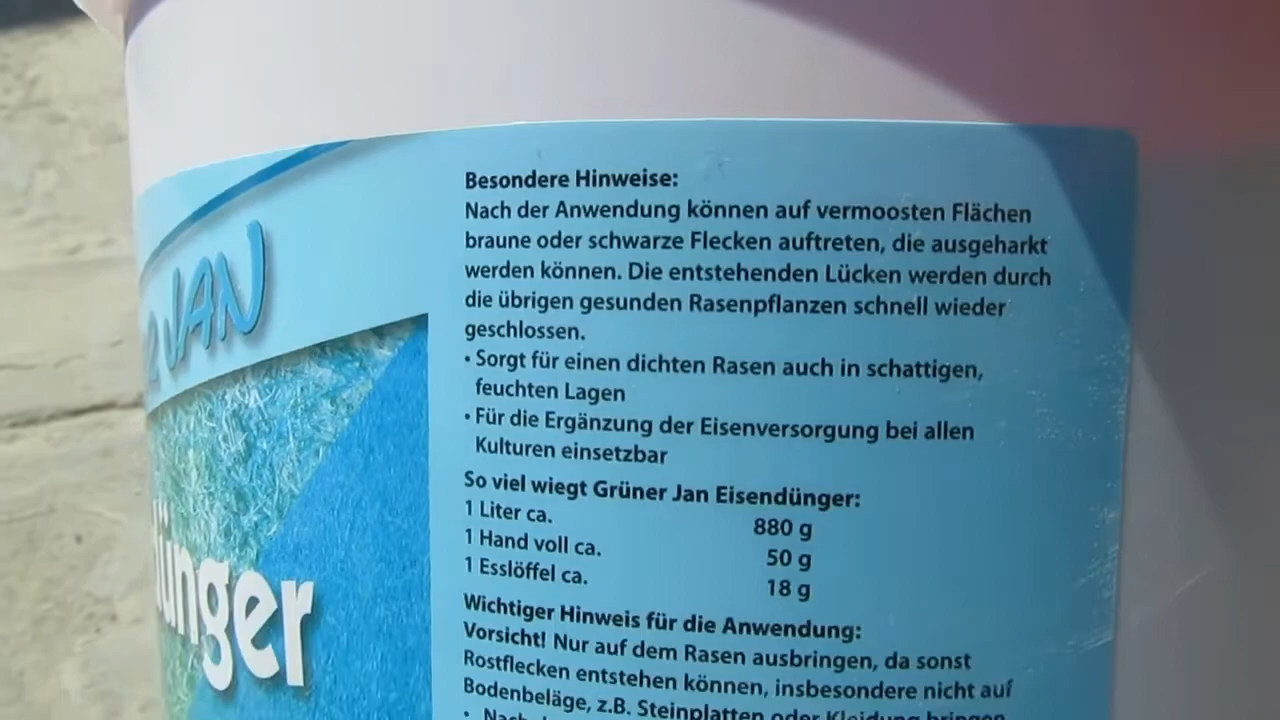 Besondere Hinweise:
Nach der Anwendung können auf vermoosten Flächen
braune oder schwarze Flecken auftreten, die ausgeharkt
werden können. Die entstehenden Lücken werden durch
die übrigen gesunden Rasenpflanzen schnell wieder
geschlossen.
• Sorgt für einen dichten Rasen auch in schattigen,
feuchten Lagen
• Für die Ergänzung der Eisenversorgung bei allen
Kulturen einsetzbar
So viel wiegt Grüner Jan Eisendünger:
1 Liter ca. 880 g
1 Hand voll ca. 50 g
1 Esslöffel ca. 18 g
Wichtiger Hinweis für die Anwendung:
Vorsicht! Nur auf dem Rasen ausbringen, da sonst
Rostflecken entstehen können, insbesondere nicht auf
Bodenbeläge, z.B. Steinplatten oder Kleidung bringen
JAN
ünger